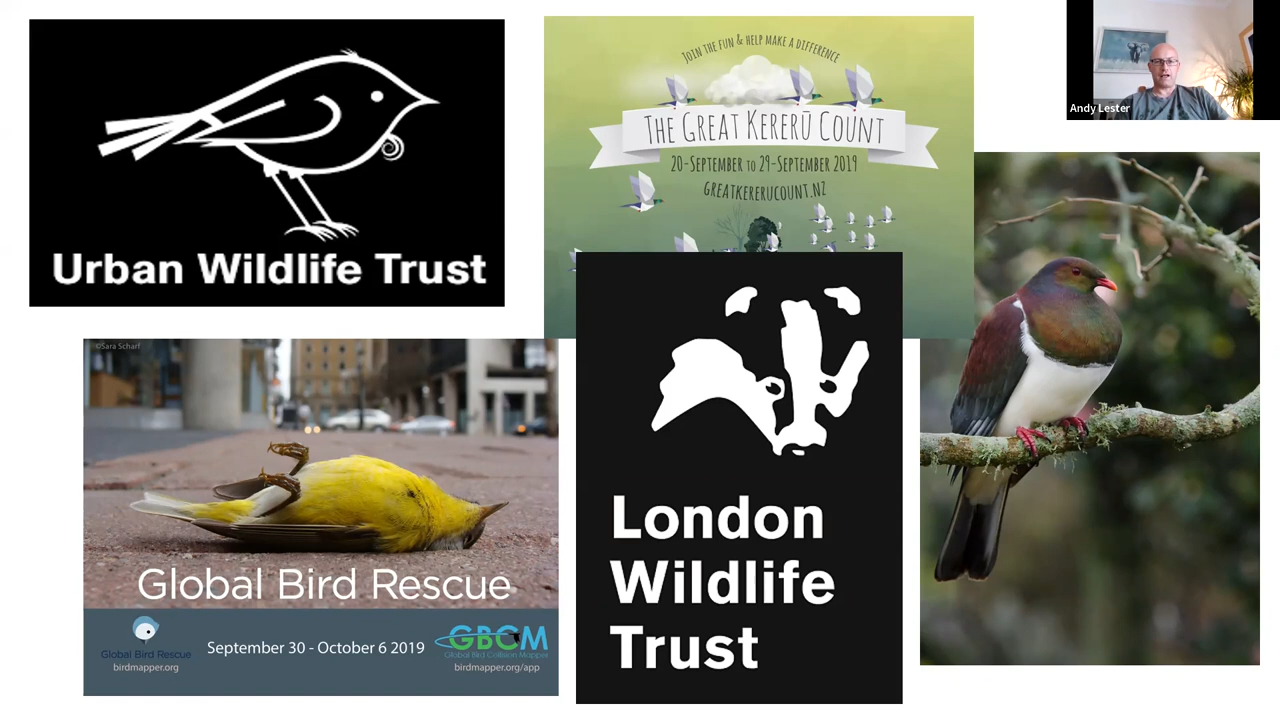 Urban Wildlife Trust
JOIN THE FUN & HELP MAKE A DIFFERENCE
THE GREAT KERERŪ COUNT
20-SEPTEMBER TO 29-SEPTEMBER 2019
GREATKERERUCOUNT.NZ
Andy Lester
©Sara Scharf
Global Bird Rescue
Global Bird Rescue
birdmapper.org
September 30 - October 6 2019
GBCM
Global Bird Collision Mapper
birdmapper.org/app
London
Wildlife
Trust